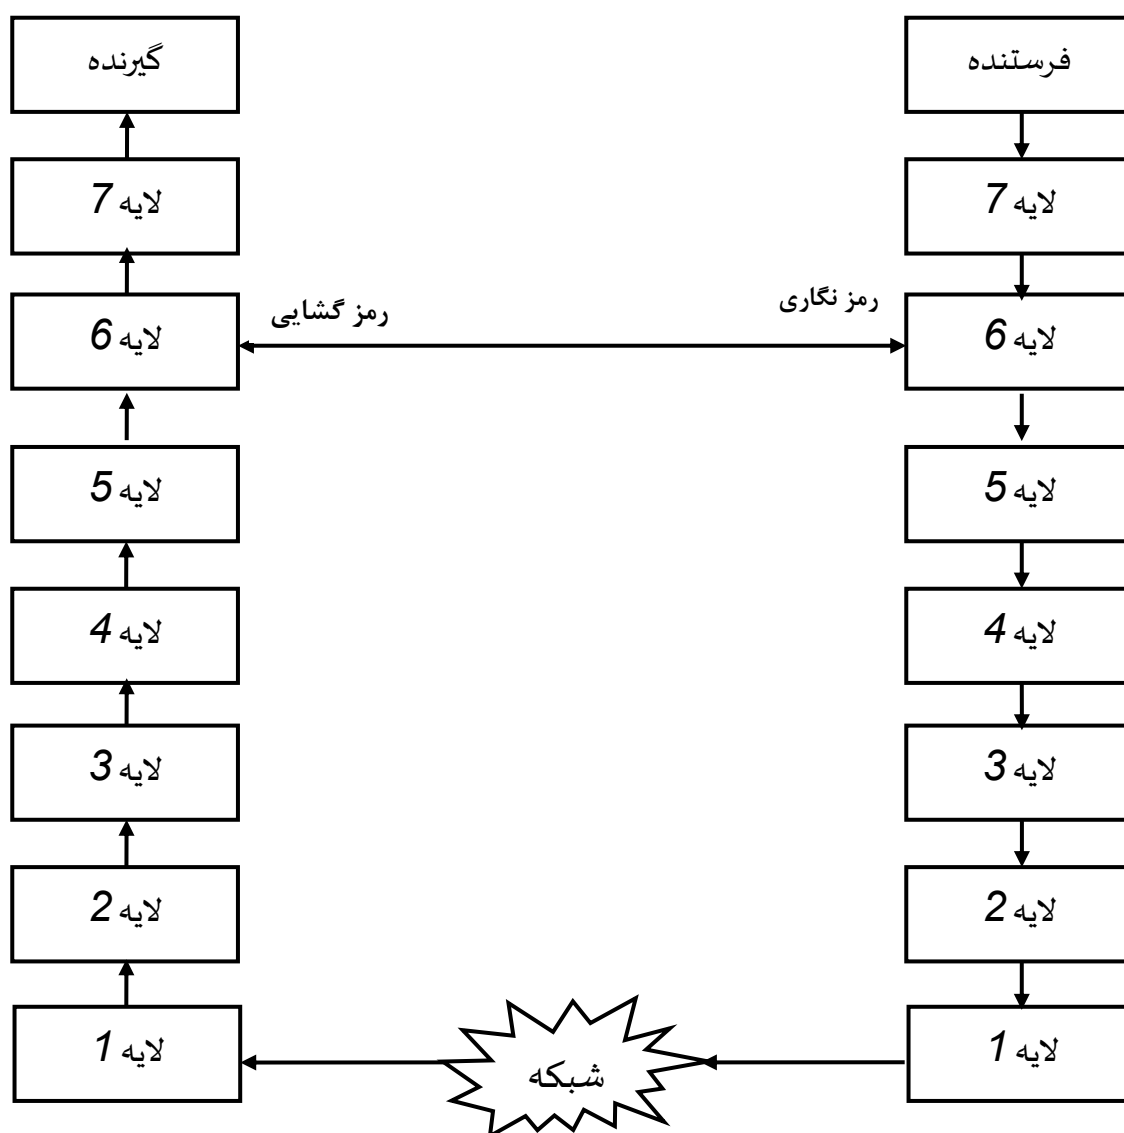 فرستنده
گیرنده
لایه 7
لایه 7
رمز نگاری
رمز گشایی
لایه 6
لایه 6
لایه 5
لایه 5
لایه 4
لایه 4
لایه 3
لایه 3
لایه 2
لایه 2
لایه 1
شبکه
لایه 1